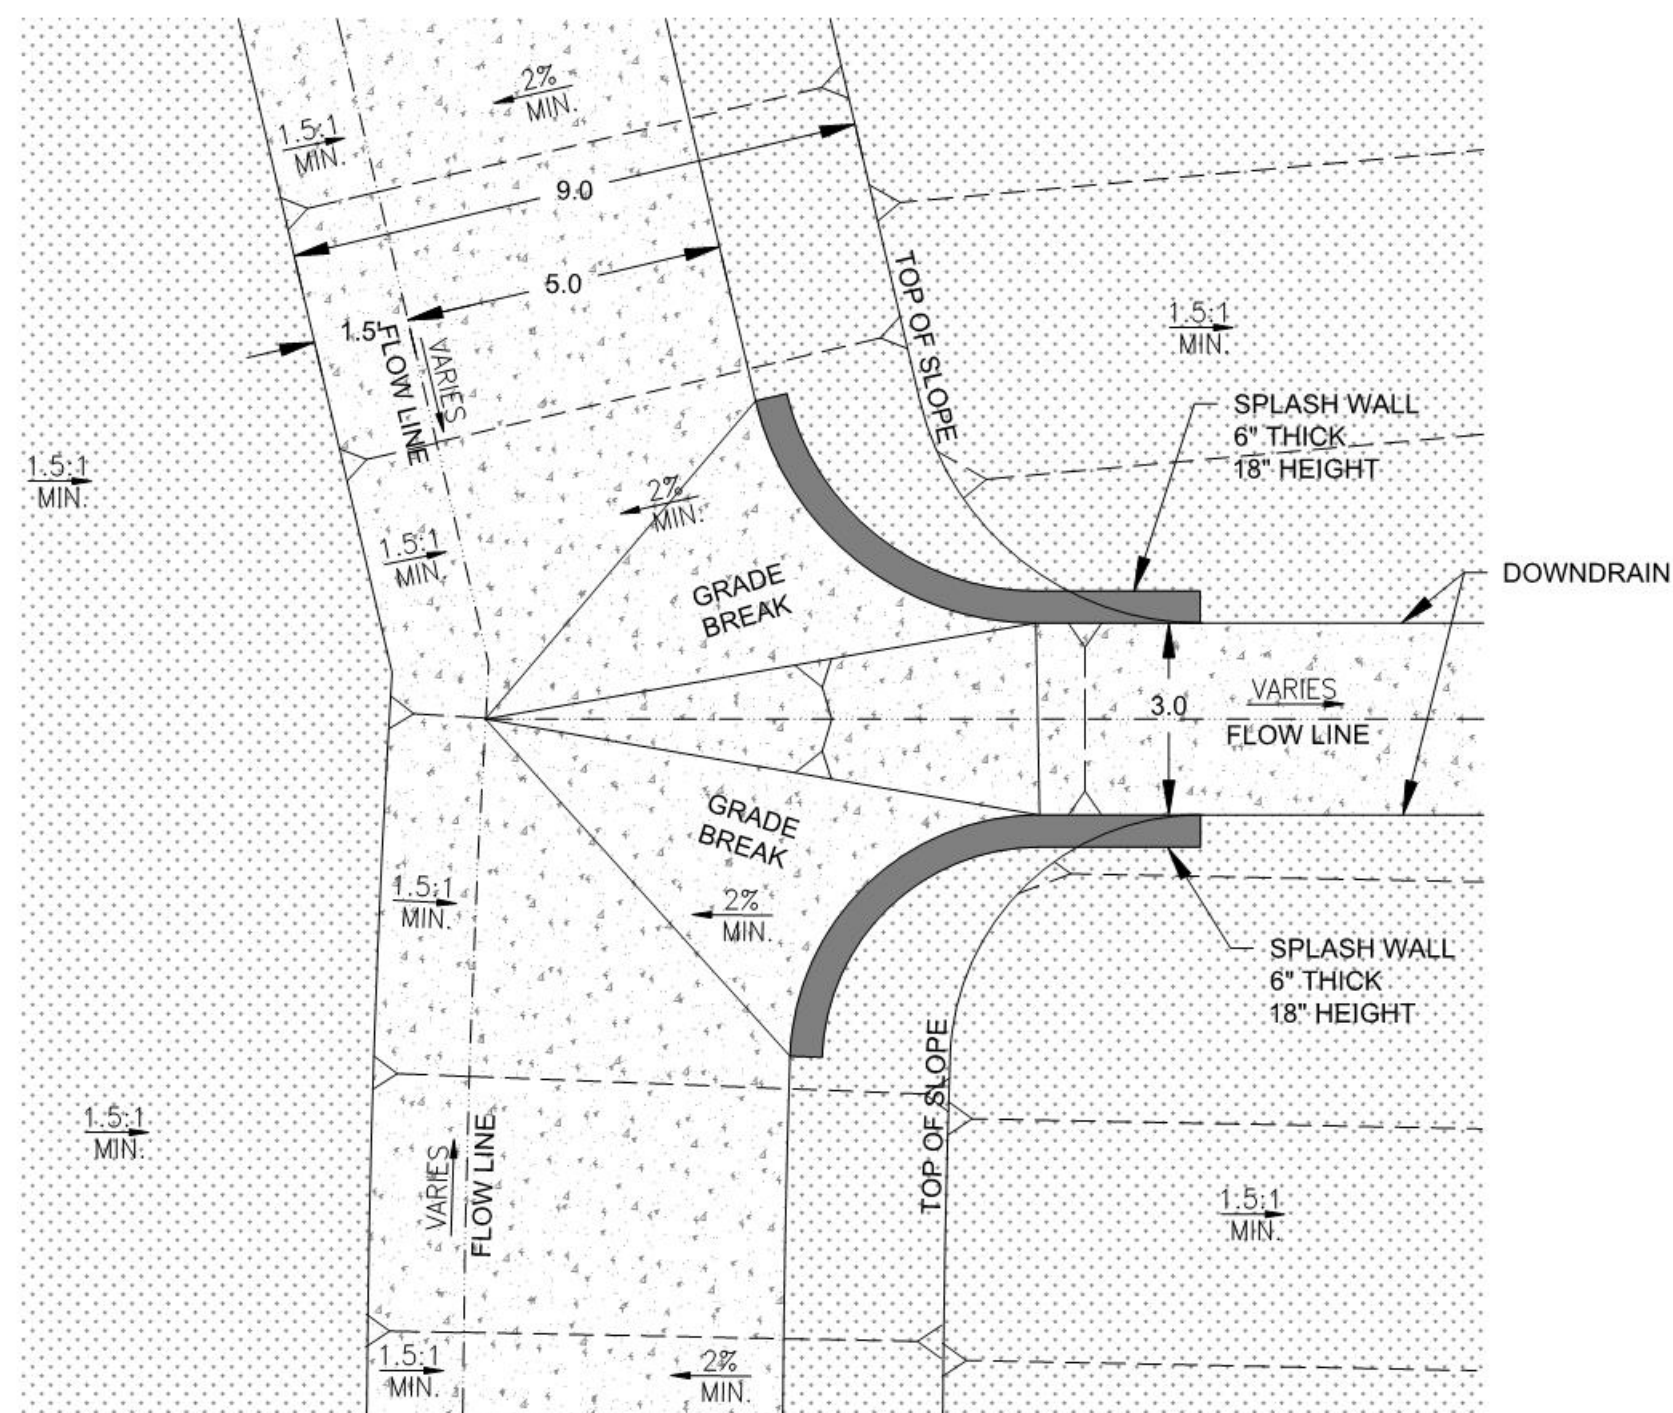 2%
MIN.
1.5:1
MIN.
9.0
5.0
1.5'
FLOW LINE
VARIES
TOP OF SLOPE
1.5:1
MIN.
SPLASH WALL
6" THICK
18" HEIGHT
1.5:1
MIN.
2%
MIN.
1.5:1
MIN.
GRADE
BREAK
DOWNDRAIN
VARIES
3.0
FLOW LINE
GRADE
BREAK
1.5:1
MIN.
2%
MIN.
SPLASH WALL
6" THICK
18" HEIGHT
1.5:1
MIN.
VARIES
FLOW LINE
TOP OF SLOPE
1.5:1
MIN.
1.5:1
MIN.
2%
MIN.